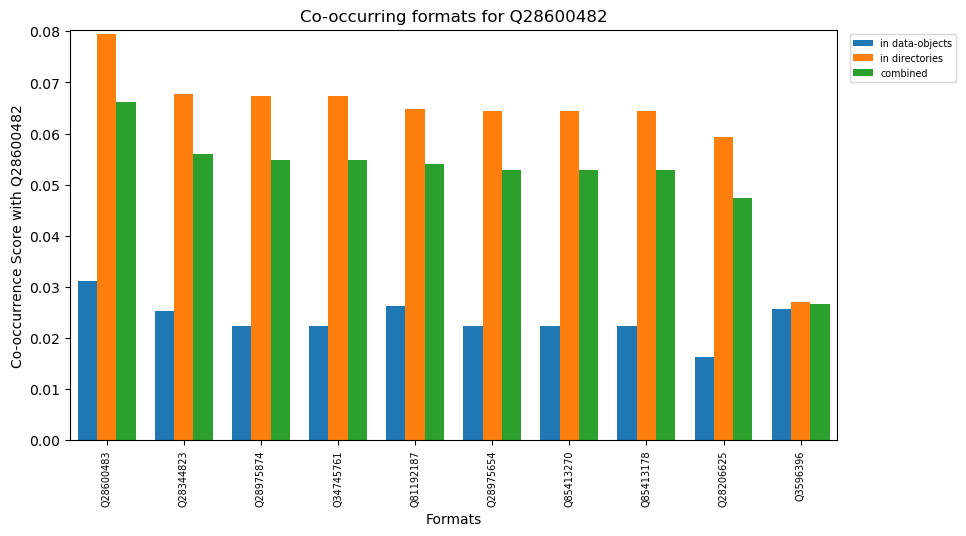 Co-occurring formats for Q28600482
in data-objects
in directories
combined
Co-occurrence Score with Q28600482
0.08
0.07
0.06
0.05
0.04
0.03
0.02
0.01
0.00
Q28600483
Q28344823
Q28975874
Q34745761
Q81192187
Q28975654
Q85413270
Q85413178
Q28206625
Q3596396
Formats